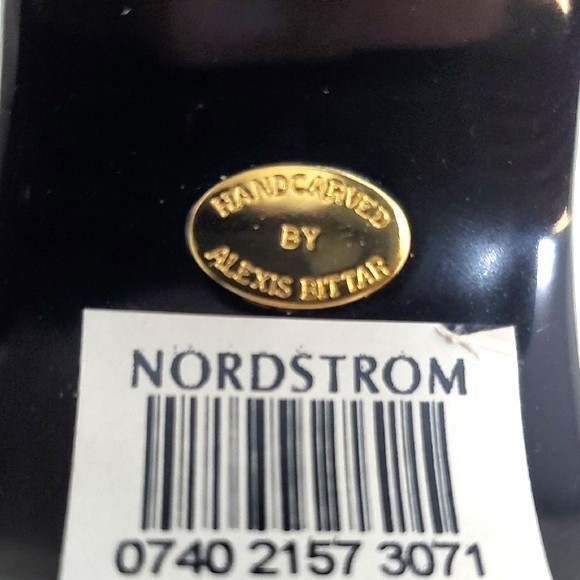 HANDCARVED
BY
ALEXIS BITTAR
NORDSTROM
0740 2157 3071